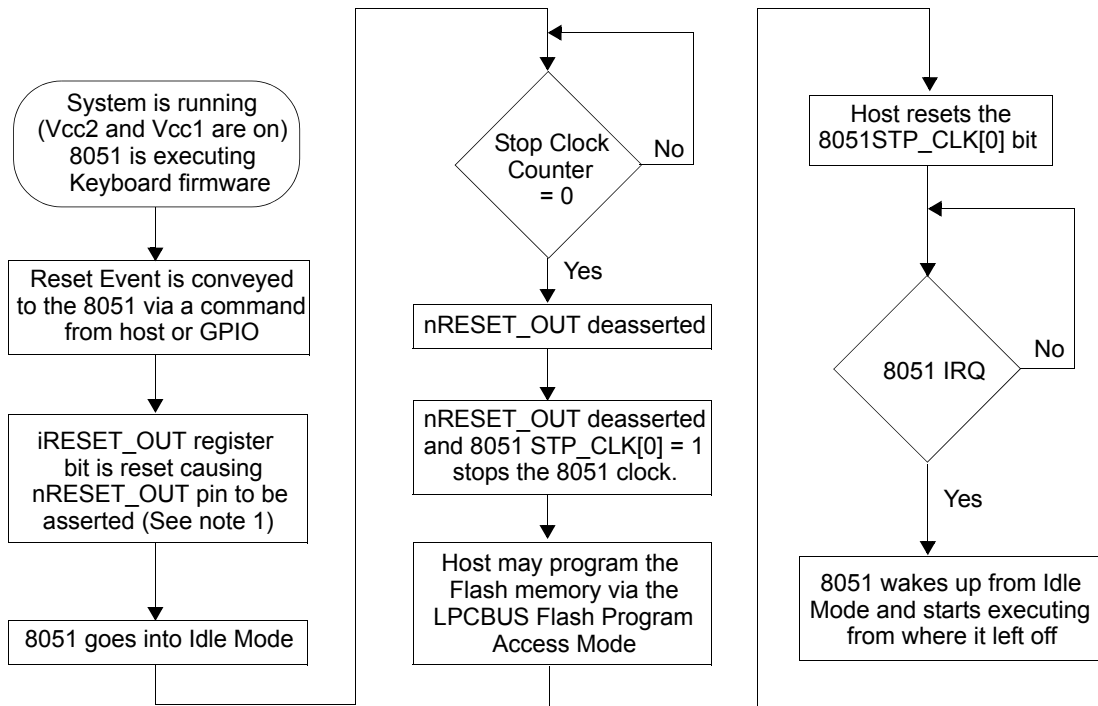 System is running
(Vcc2 and Vcc1 are on)
8051 is executing
Keyboard firmware
Reset Event is conveyed
to the 8051 via a command
from host or GPIO
iRESET_OUT register
bit is reset causing
nRESET_OUT pin to be
asserted (See note 1)
8051 goes into Idle Mode
Stop Clock
Counter
= 0
No
Yes
nRESET_OUT deasserted
nRESET_OUT deasserted
and 8051 STP_CLK[0] = 1
stops the 8051 clock.
Host may program the
Flash memory via the
LPCBUS Flash Program
Access Mode
Host resets the
8051STP_CLK[0] bit
8051 IRQ
No
Yes
8051 wakes up from Idle
Mode and starts executing
from where it left off